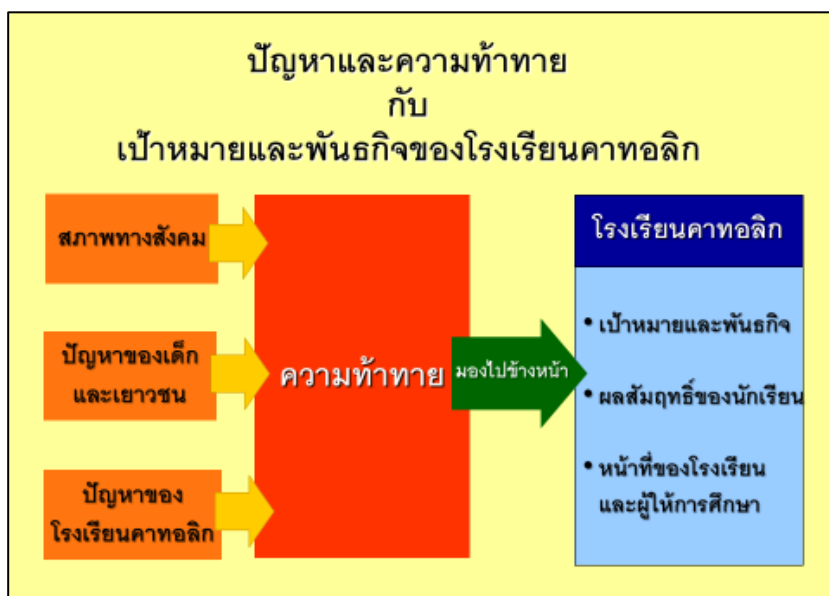 ปัญหาและความท้าทาย
กับ
เป้าหมายและพันธกิจของโรงเรียนคาทอลิก
สภาพทางสังคม
ปัญหาของเด็ก
และเยาวชน
ปัญหาของ
โรงเรียนคาทอลิก
ความท้าทาย
มองไปข้างหน้า
โรงเรียนคาทอลิก
• เป้าหมายและพันธกิจ
• ผลสัมฤทธิ์ของนักเรียน
• หน้าที่ของโรงเรียน
และผู้ให้การศึกษา